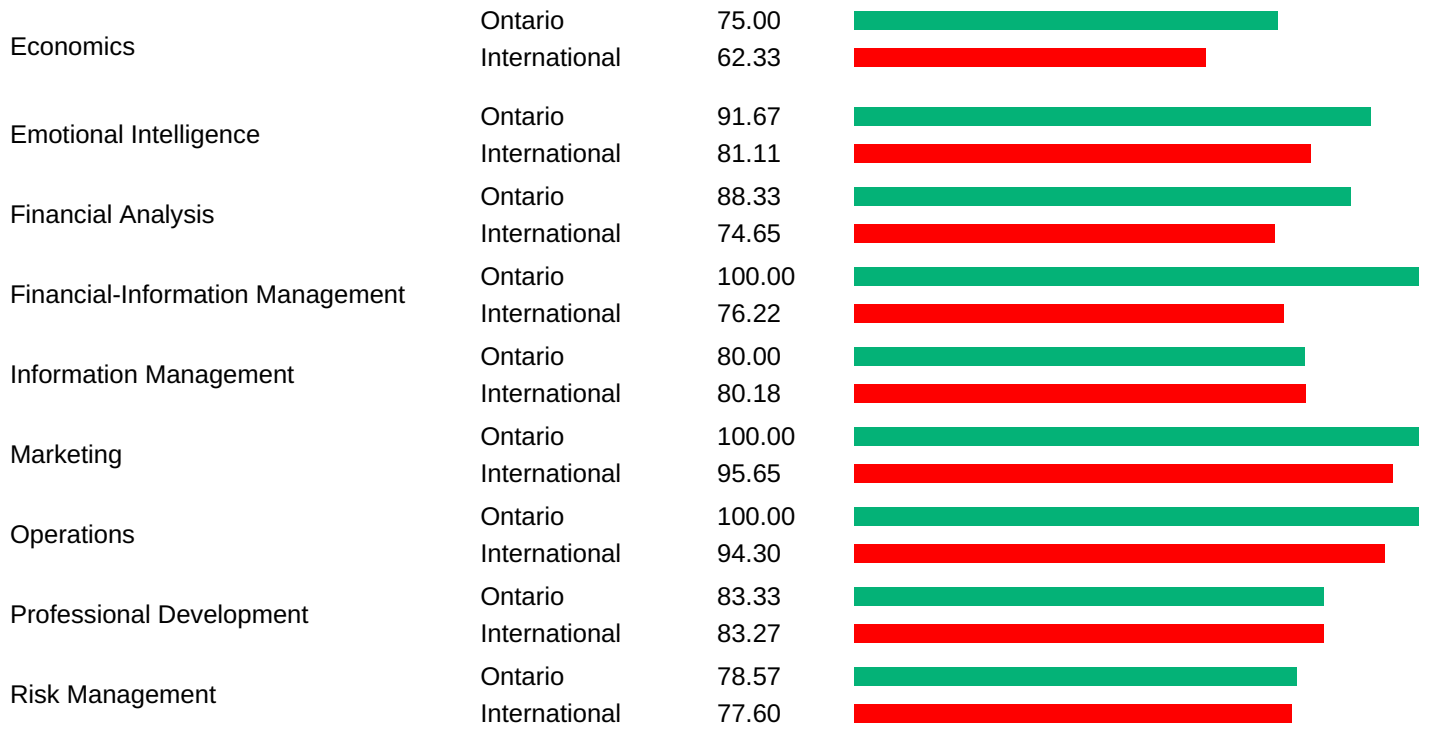 Economics
Ontario 75.00
International 62.33
Emotional Intelligence
Ontario 91.67
International 81.11
Financial Analysis
Ontario 88.33
International 74.65
Financial-Information Management
Ontario 100.00
International 76.22
Information Management
Ontario 80.00
International 80.18
Marketing
Ontario 100.00
International 95.65
Operations
Ontario 100.00
International 94.30
Professional Development
Ontario 83.33
International 83.27
Risk Management
Ontario 78.57
International 77.60